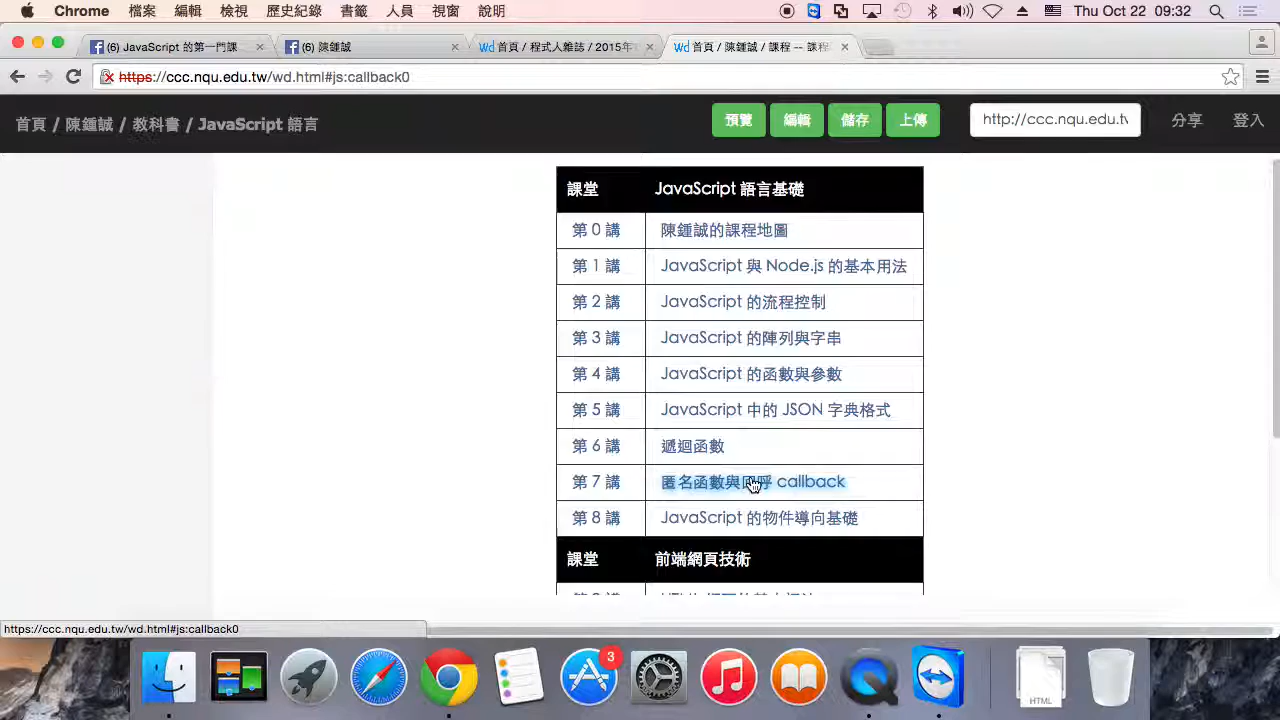 Chrome 檔案 編輯 檢視 歷史紀錄 書籤 人員 視窗 說明 Thu Oct 22 09:32
(6) JavaScript 的第一門課 (6) 陳鍾誠 Wd 首頁 / 程式人雜誌 / 2015年 Wd 首頁 / 陳鍾誠 / 課程 -- 課程
https://ccc.nqu.edu.tw/wd.html#js:callback0
首頁 / 陳鍾誠 / 教科書 / JavaScript 語言 預覽 編輯 儲存 上傳 http://ccc.nqu.edu.tv 分享 登入
課堂 JavaScript 語言基礎
第 0 講 陳鍾誠的課程地圖
第 1 講 JavaScript 與 Node.js 的基本用法
第 2 講 JavaScript 的流程控制
第 3 講 JavaScript 的陣列與字串
第 4 講 JavaScript 的函數與參數
第 5 講 JavaScript 中的 JSON 字典格式
第 6 講 遞迴函數
第 7 講 匿名函數與回呼 callback
第 8 講 JavaScript 的物件導向基礎
課堂 前端網頁技術
https://ccc.nqu.edu.tw/wd.html#js:callback0
3
HTML